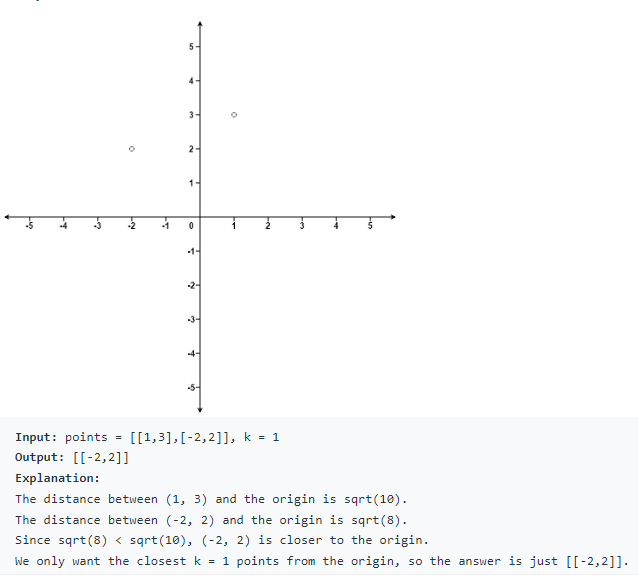 5
4
3
2
1
-5 -4 -3 -2 -1 0 1 2 3 4 5
-1
-2
-3
-4
-5
Input: points = [[1,3],[-2,2]], k = 1
Output: [[-2,2]]
Explanation:
The distance between (1, 3) and the origin is sqrt(10).
The distance between (-2, 2) and the origin is sqrt(8).
Since sqrt(8) < sqrt(10), (-2, 2) is closer to the origin.
We only want the closest k = 1 points from the origin, so the answer is just [[-2,2]].